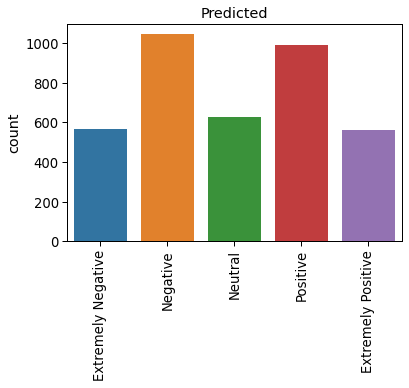 Predicted
1000
800
600
400
200
0
count
Extremely Negative
Negative
Neutral
Positive
Extremely Positive